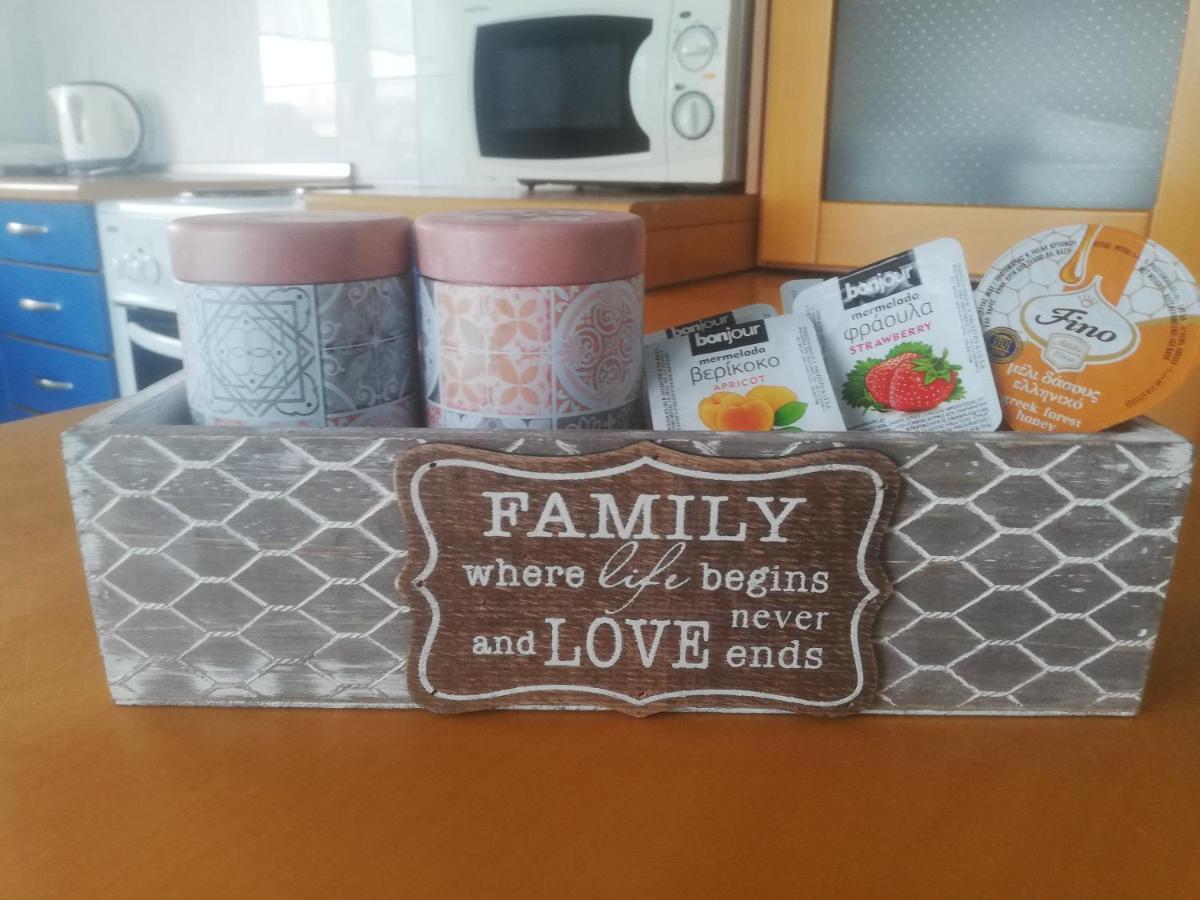 bonjour
bonjour
mermelada
βερίκοκο
APRICOT
bonjour
mermelada
φράουλα
STRAWBERRY
Fino
μέλι δάσους
ελληνικό
greek forest
honey
FAMILY
where life begins
never
and LOVE ends